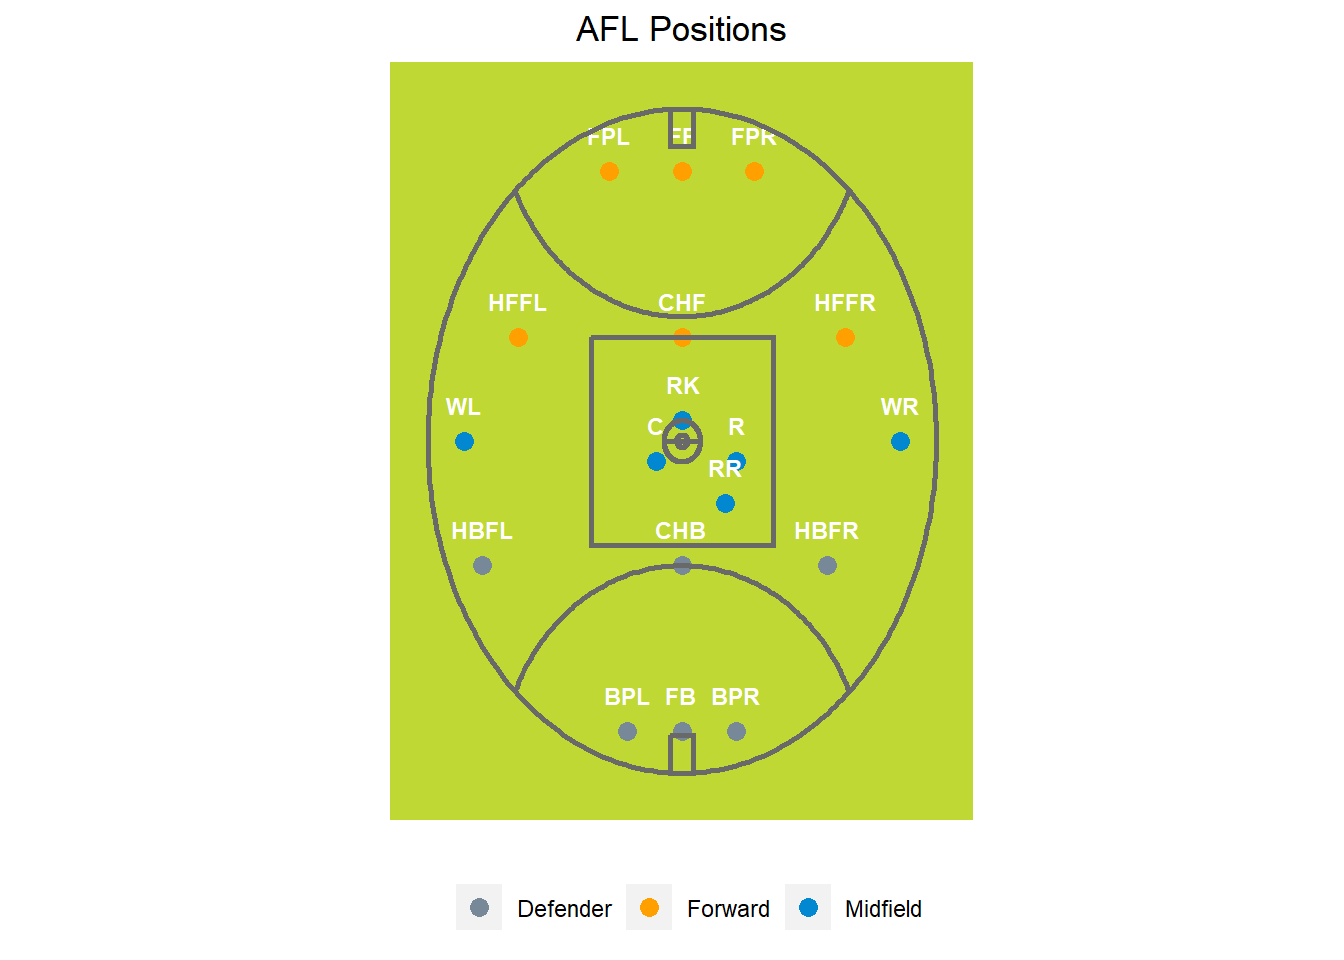 AFL Positions
FPL FF FPR
HFFL CHF HFFR
RK
WL WR
C R
RR
HBFL CHB HBFR
BPL FB BPR
Defender Forward Midfield